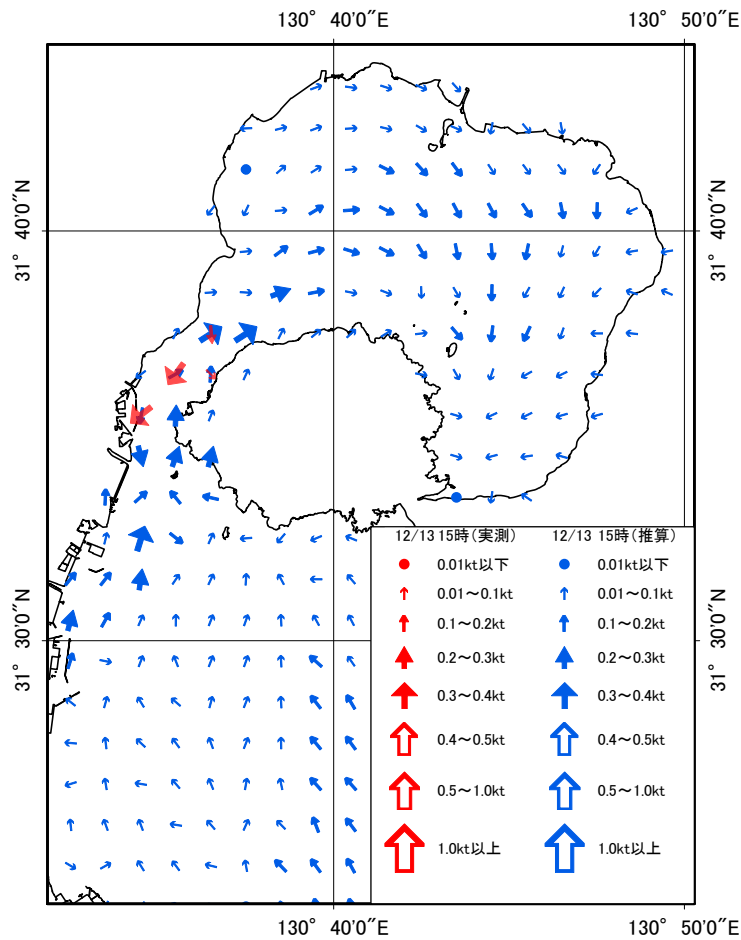 130° 40'0"E
130° 50'0"E
31° 40'0"N
31° 40'0"N
31° 30'0"N
31° 30'0"N
12/13 15時(実測)
12/13 15時(推算)
0.01kt以下
0.01kt以下
0.01～0.1kt
0.01～0.1kt
0.1～0.2kt
0.1～0.2kt
0.2～0.3kt
0.2～0.3kt
0.3～0.4kt
0.3～0.4kt
0.4～0.5kt
0.4～0.5kt
0.5～1.0kt
0.5～1.0kt
1.0kt以上
1.0kt以上
130° 40'0"E
130° 50'0"E